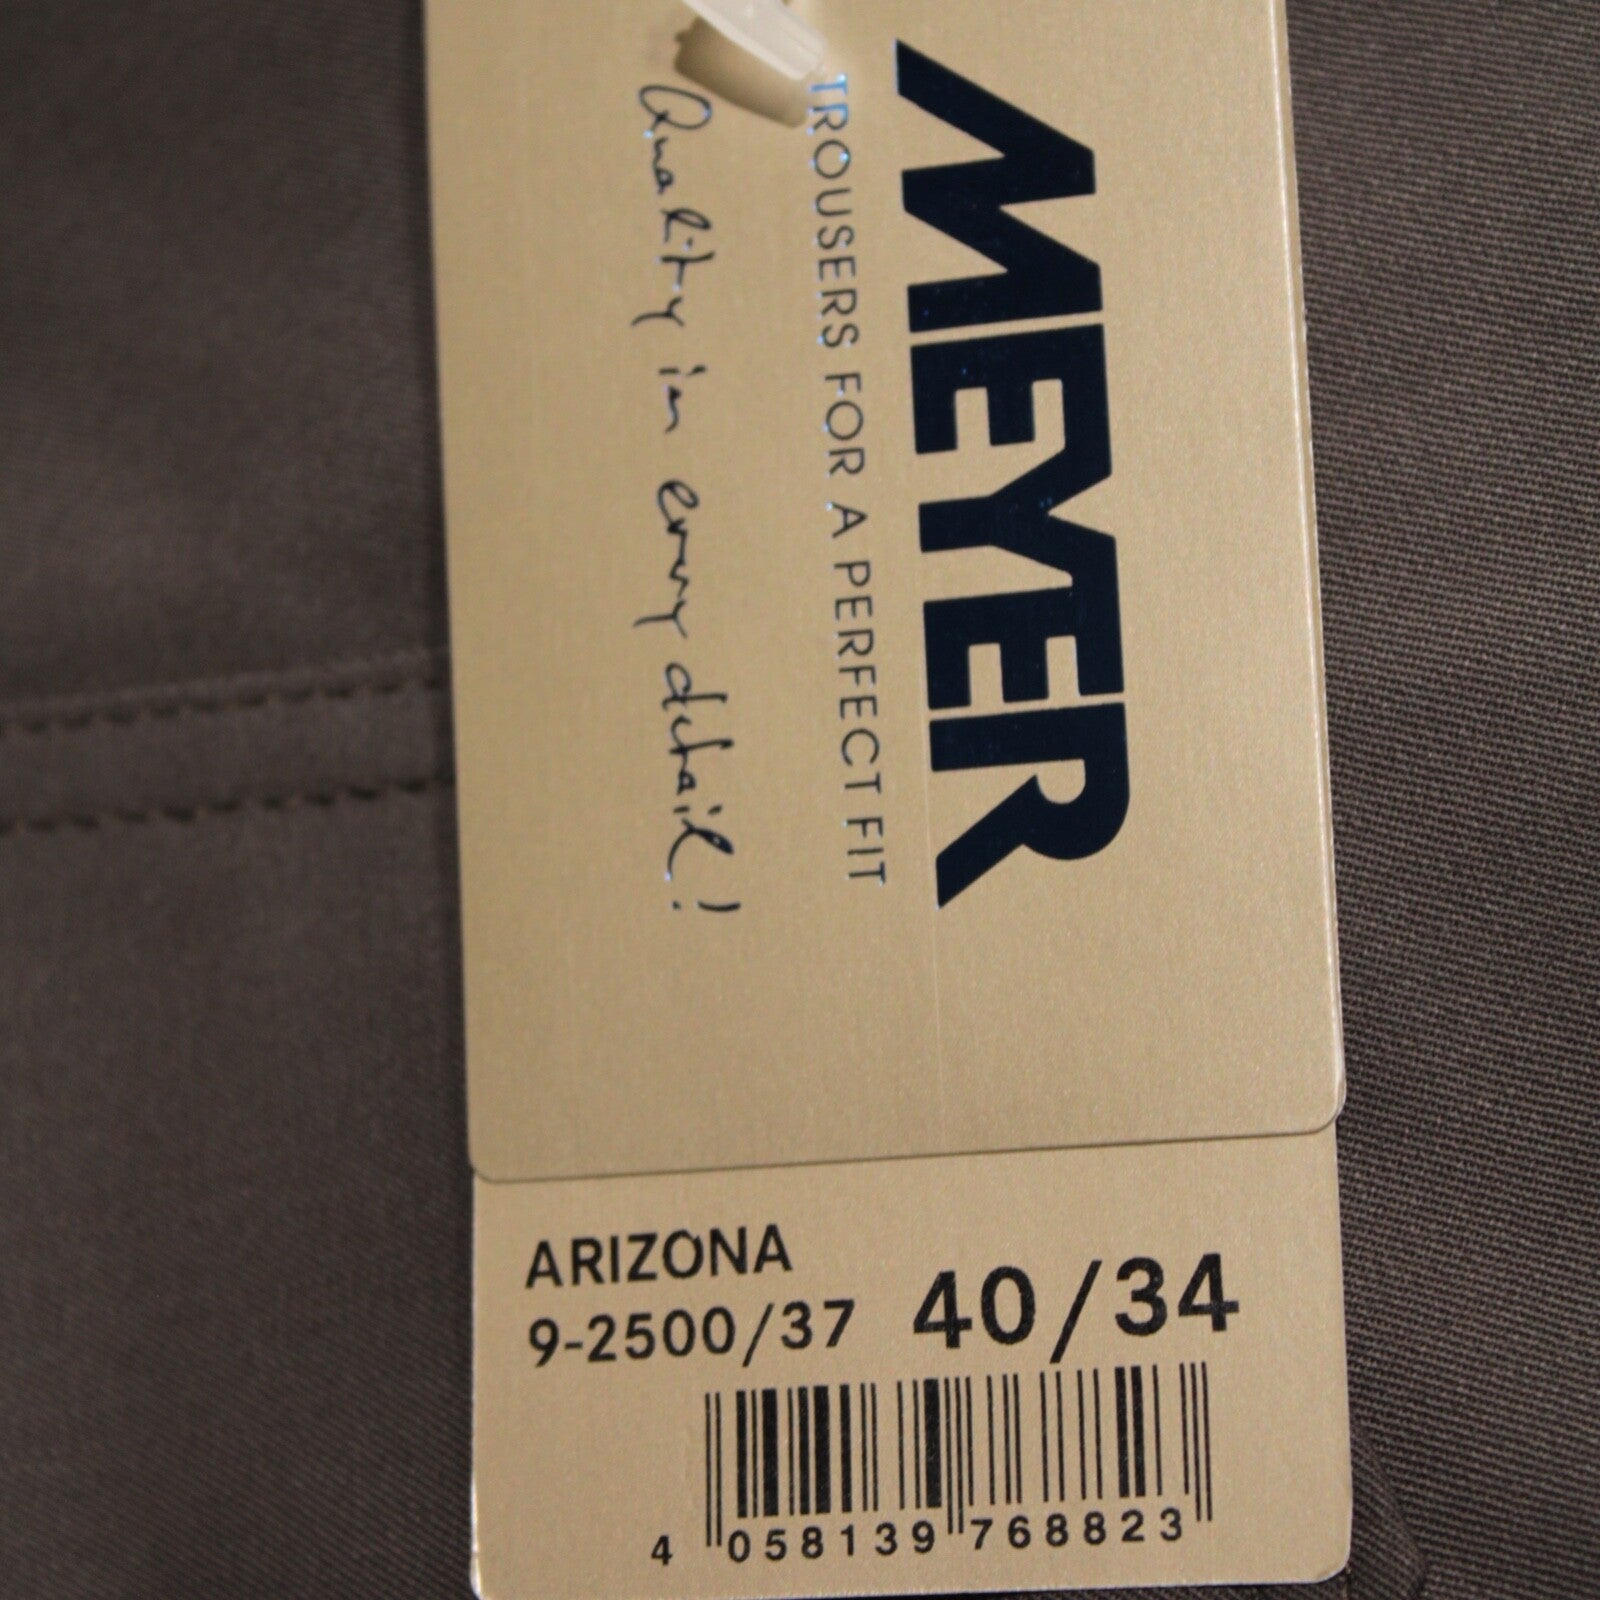 MEYER
TROUSERS FOR A PERFECT FIT
Quality in every detail!
ARIZONA
9-2500/37
40/34
4 058139 768823